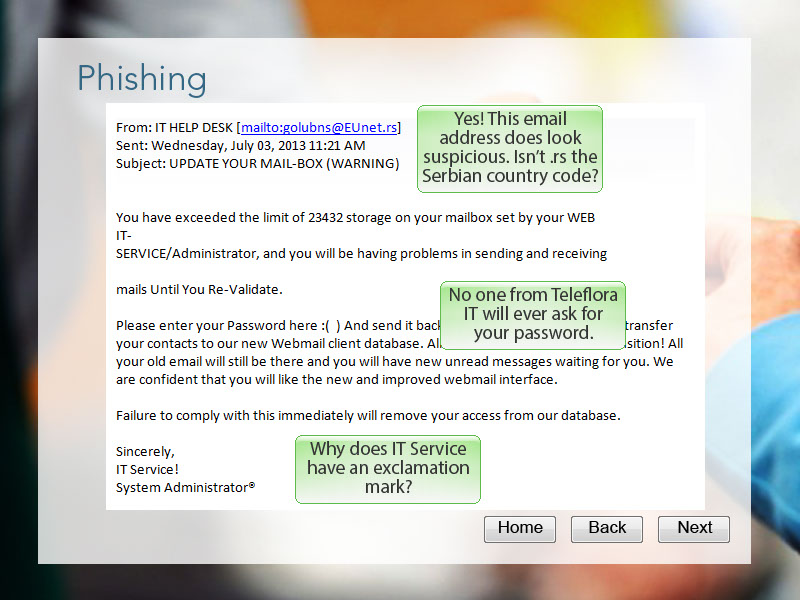 Phishing
From: IT HELP DESK [mailto:golubns@EUnet.rs]
Sent: Wednesday, July 03, 2013 11:21 AM
Subject: UPDATE YOUR MAIL-BOX (WARNING)
Yes! This email
address does look
suspicious. Isn't .rs the
Serbian country code?
You have exceeded the limit of 23432 storage on your mailbox set by your WEB
IT-
SERVICE/Administrator, and you will be having problems in sending and receiving
mails Until You Re-Validate.
No one from Teleflora
IT will ever ask for
your password.
Please enter your Password here :( ) And send it back transfer
your contacts to our new Webmail client database. All
your old email will still be there and you will have new unread messages waiting for you. We
are confident that you will like the new and improved webmail interface.
Failure to comply with this immediately will remove your access from our database.
Sincerely,
IT Service!
System Administrator®
Why does IT Service
have an exclamation
mark?
Home Back Next